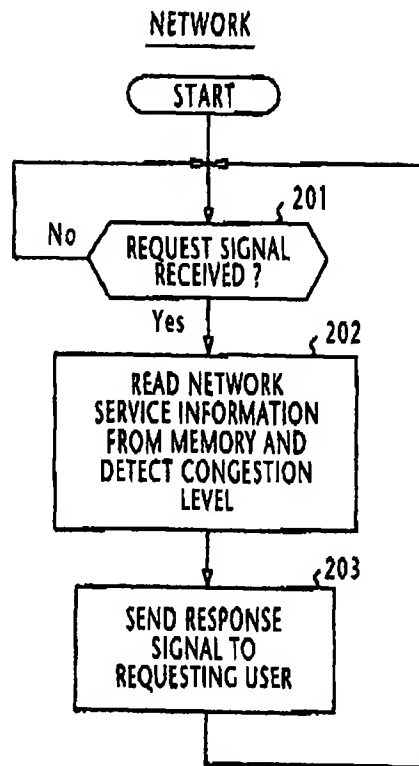 NETWORK
START
201
No
REQUEST SIGNAL
RECEIVED ?
Yes
202
READ NETWORK
SERVICE INFORMATION
FROM MEMORY AND
DETECT CONGESTION
LEVEL
203
SEND RESPONSE
SIGNAL TO
REQUESTING USER